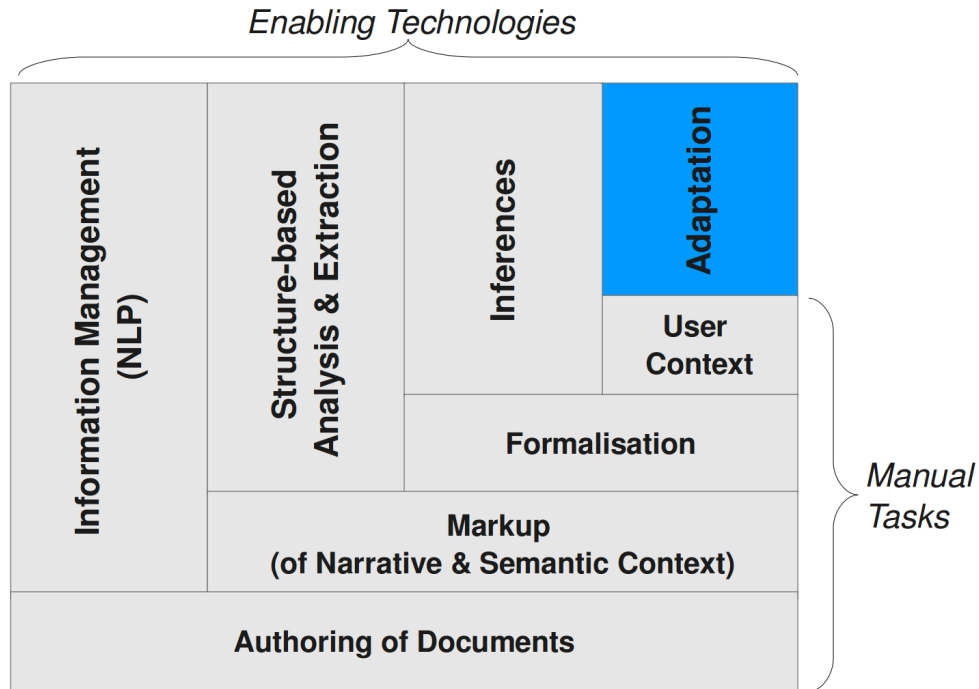 Enabling Technologies
Information Management
(NLP)
Structure-based
Analysis & Extraction
Inferences
Adaptation
User
Context
Formalisation
Markup
(of Narrative & Semantic Context)
Authoring of Documents
Manual
Tasks